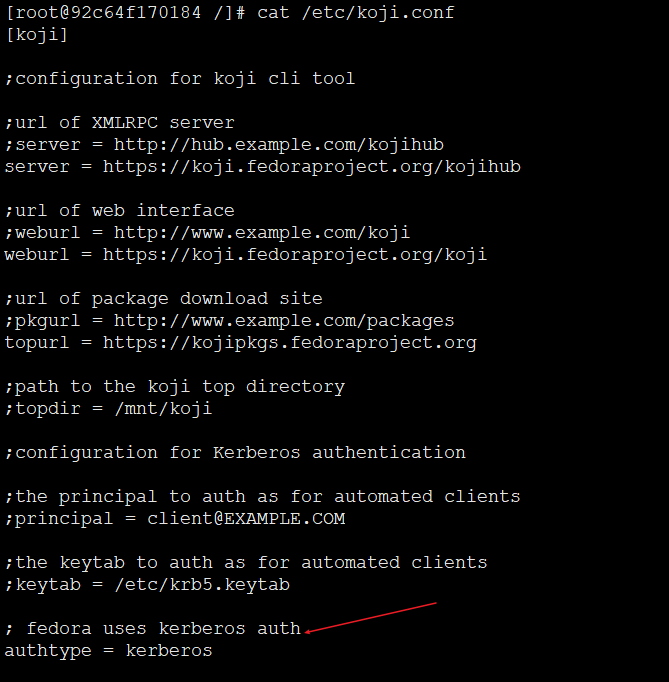 [root@92c64f170184 /]# cat /etc/koji.conf
[koji]
;configuration for koji cli tool
;url of XMLRPC server
;server = http://hub.example.com/kojihub
server = https://koji.fedoraproject.org/kojihub
;url of web interface
;weburl = http://www.example.com/koji
weburl = https://koji.fedoraproject.org/koji
;url of package download site
;pkgurl = http://www.example.com/packages
topurl = https://kojipkgs.fedoraproject.org
;path to the koji top directory
;topdir = /mnt/koji
;configuration for Kerberos authentication
;the principal to auth as for automated clients
;principal = client@EXAMPLE.COM
;the keytab to auth as for automated clients
;keytab = /etc/krb5.keytab
; fedora uses kerberos auth
authtype = kerberos